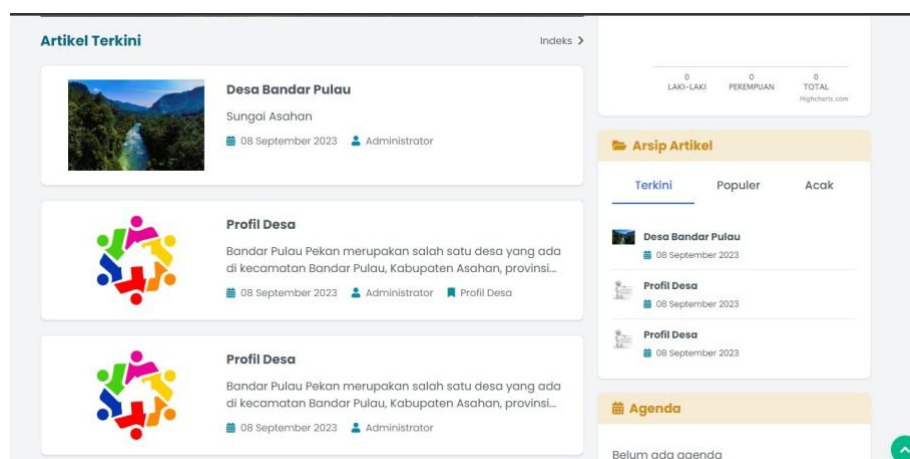 Artikel Terkini
Indeks
Desa Bandar Pulau
Sungai Asahan
08 September 2023 Administrator
Profil Desa
Bandar Pulau Pekan merupakan salah satu desa yang ada
di kecamatan Bandar Pulau, Kabupaten Asahan, provinsi...
08 September 2023 Administrator Profil Desa
Profil Desa
Bandar Pulau Pekan merupakan salah satu desa yang ada
di kecamatan Bandar Pulau, Kabupaten Asahan, provinsi...
08 September 2023 Administrator
0 0 0
LAKI-LAKI PEREMPUAN TOTAL
Highcharts.com
Arsip Artikel
Terkini Populer Acak
Desa Bandar Pulau
08 September 2023
Profil Desa
08 September 2023
Profil Desa
08 September 2023
Agenda
Belum ada agenda